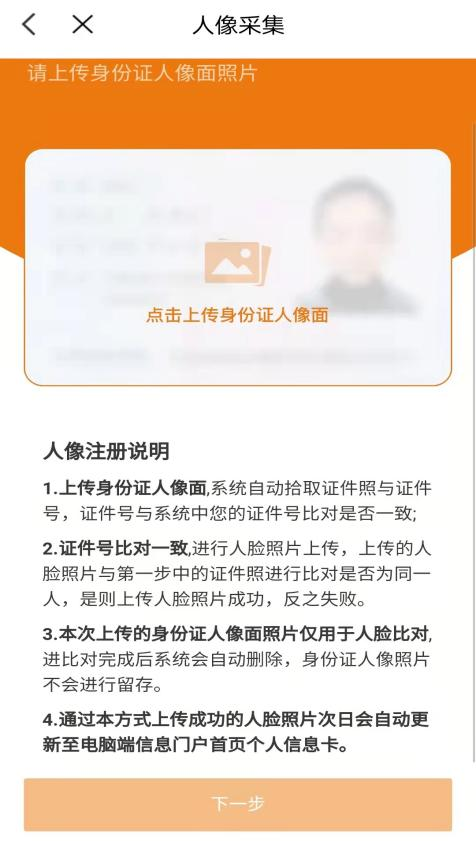 人像采集
请上传身份证人像面照片
点击上传身份证人像面
人像注册说明
1.上传身份证人像面,系统自动拾取证件照与证件
号，证件号与系统中您的证件号比对是否一致;
2.证件号比对一致,进行人脸照片上传，上传的人
脸照片与第一步中的证件照进行比对是否为同一
人，是则上传人脸照片成功，反之失败。
3.本次上传的身份证人像面照片仅用于人脸比对,
进比对完成后系统会自动删除，身份证人像照片
不会进行留存。
4.通过本方式上传成功的人脸照片次日会自动更
新至电脑端信息门户首页个人信息卡。
下一步